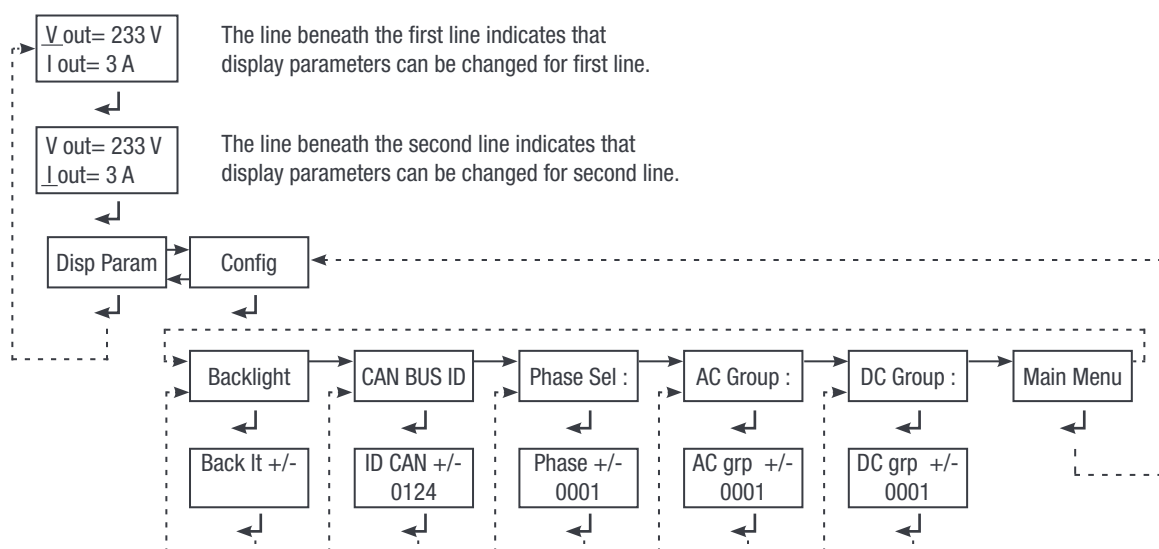 V out= 233 V
I out= 3 A
The line beneath the first line indicates that
display parameters can be changed for first line.
V out= 233 V
I out= 3 A
The line beneath the second line indicates that
display parameters can be changed for second line.
Disp Param
Config
Backlight
CAN BUS ID
Phase Sel :
AC Group :
DC Group :
Main Menu
Back lt +/-
ID CAN +/-
0124
Phase +/-
0001
AC grp +/-
0001
DC grp +/-
0001